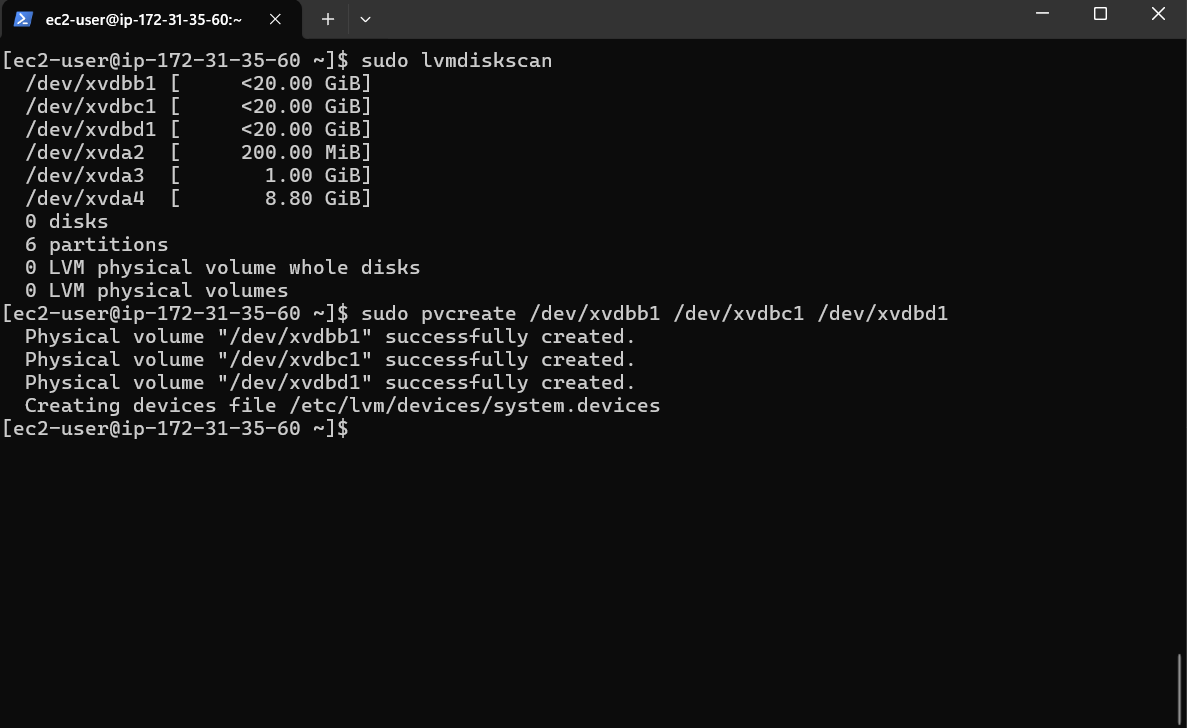 ec2-user@ip-172-31-35-60:~
[ec2-user@ip-172-31-35-60 ~]$ sudo lvmdiskscan
  /dev/xvdbb1 [     <20.00 GiB]
  /dev/xvdbc1 [     <20.00 GiB]
  /dev/xvdbd1 [     <20.00 GiB]
  /dev/xvda2  [     200.00 MiB]
  /dev/xvda3  [       1.00 GiB]
  /dev/xvda4  [       8.80 GiB]
  0 disks
  6 partitions
  0 LVM physical volume whole disks
  0 LVM physical volumes
[ec2-user@ip-172-31-35-60 ~]$ sudo pvcreate /dev/xvdbb1 /dev/xvdbc1 /dev/xvdbd1
  Physical volume "/dev/xvdbb1" successfully created.
  Physical volume "/dev/xvdbc1" successfully created.
  Physical volume "/dev/xvdbd1" successfully created.
  Creating devices file /etc/lvm/devices/system.devices
[ec2-user@ip-172-31-35-60 ~]$